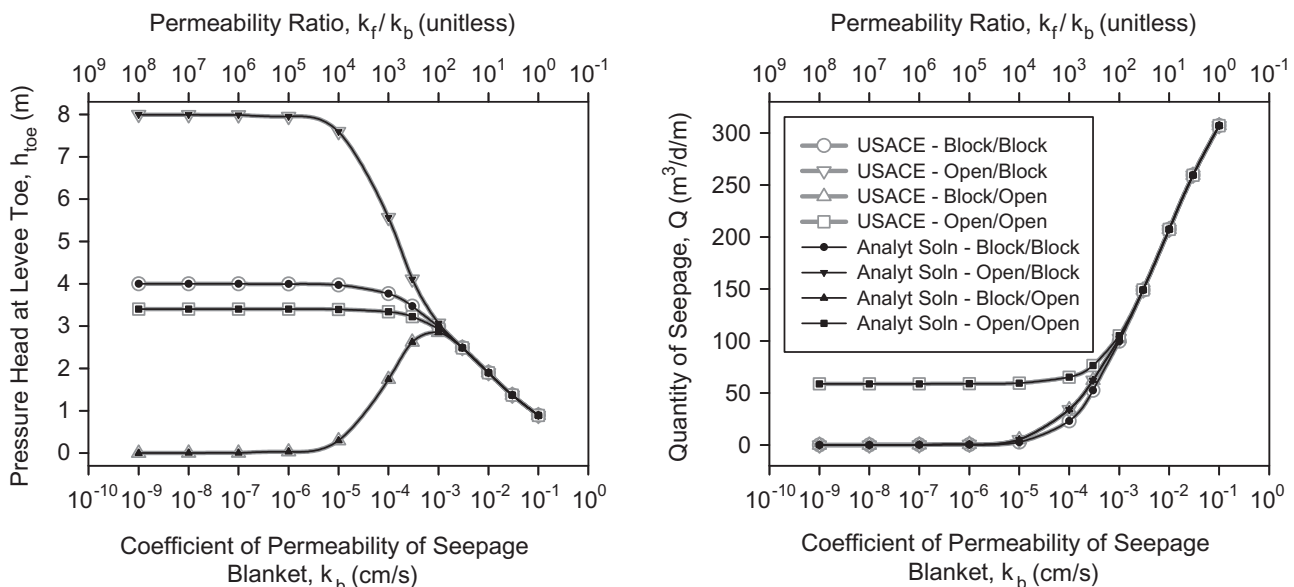 Permeability Ratio, k_f / k_b (unitless)
10^9 10^8 10^7 10^6 10^5 10^4 10^3 10^2 10^1 10^0 10^-1
Pressure Head at Levee Toe, h_toe (m)
8
7
6
5
4
3
2
1
0
10^-10 10^-9 10^-8 10^-7 10^-6 10^-5 10^-4 10^-3 10^-2 10^-1 10^0
Coefficient of Permeability of Seepage
Blanket, k_b (cm/s)
Permeability Ratio, k_f / k_b (unitless)
10^9 10^8 10^7 10^6 10^5 10^4 10^3 10^2 10^1 10^0 10^-1
Quantity of Seepage, Q (m^3/d/m)
300
250
200
150
100
50
0
USACE - Block/Block
USACE - Open/Block
USACE - Block/Open
USACE - Open/Open
Analyt Soln - Block/Block
Analyt Soln - Open/Block
Analyt Soln - Block/Open
Analyt Soln - Open/Open
10^-10 10^-9 10^-8 10^-7 10^-6 10^-5 10^-4 10^-3 10^-2 10^-1 10^0
Coefficient of Permeability of Seepage
Blanket, k_b (cm/s)